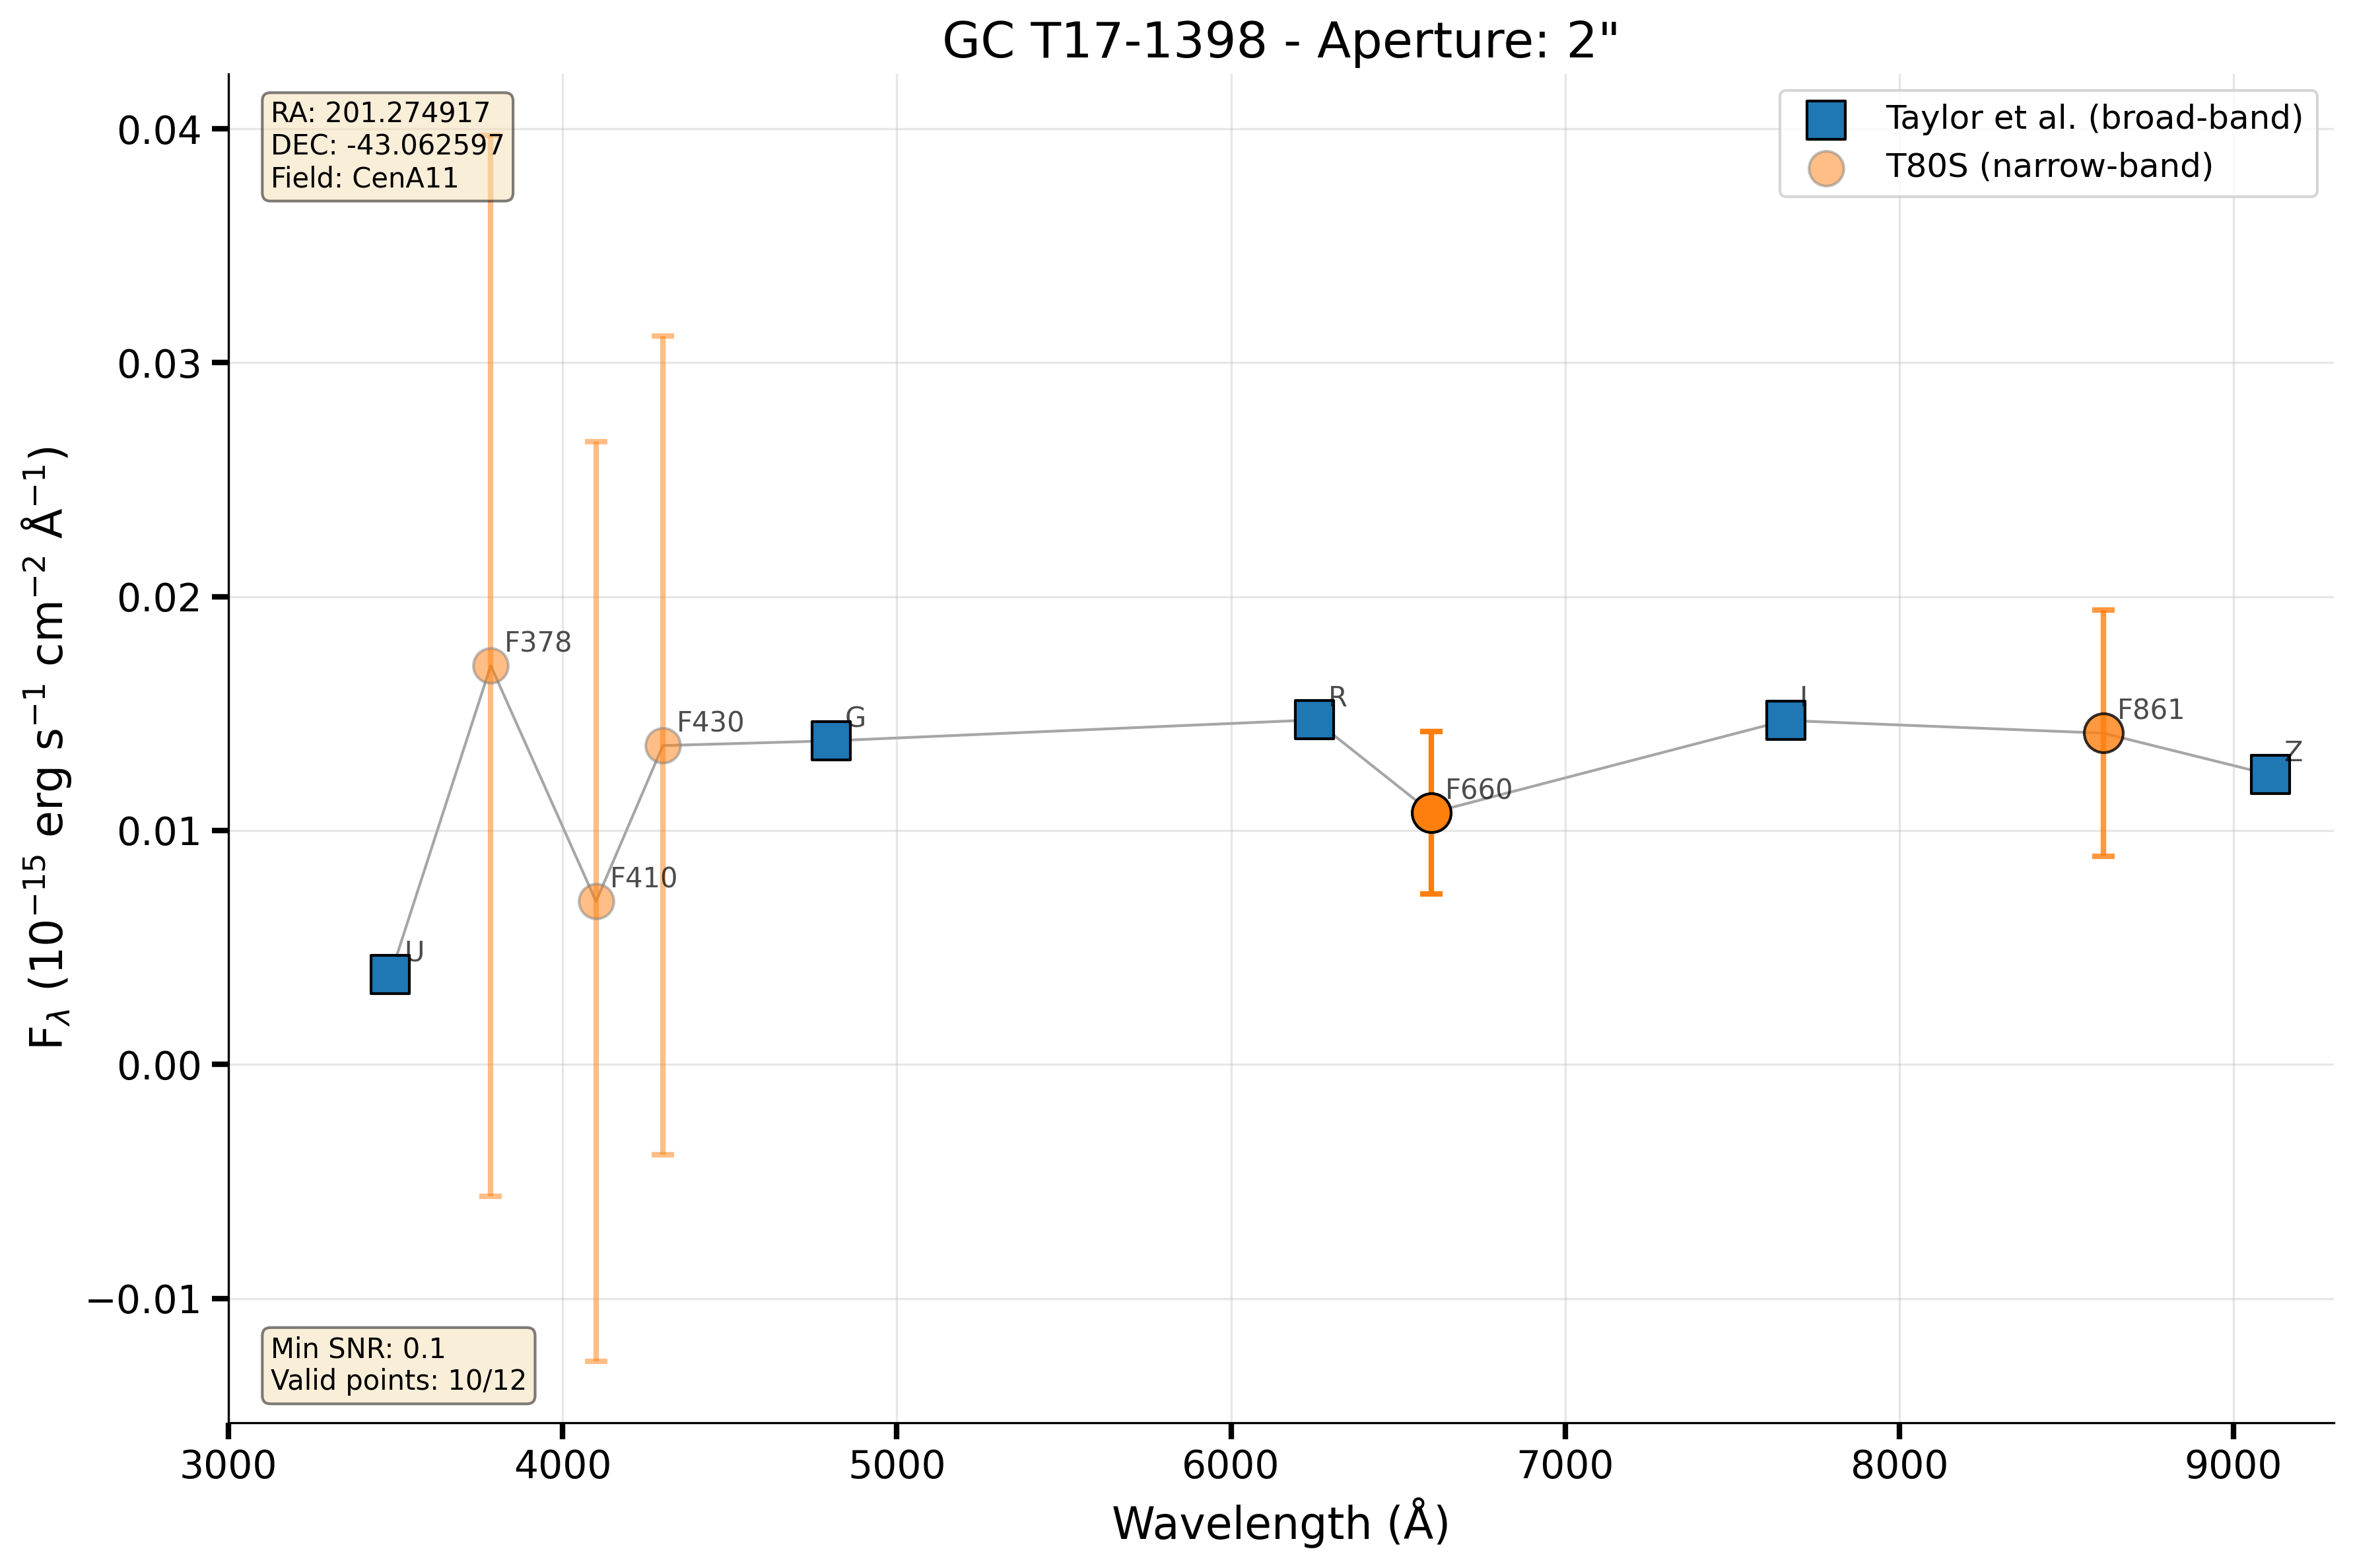 GC T17-1398 - Aperture: 2"
RA: 201.274917
DEC: -43.062597
Field: CenA11
Taylor et al. (broad-band)
T80S (narrow-band)
0.04
0.03
0.02
0.01
0.00
−0.01
F$_λ$ (10$^{−15}$ erg s$^{−1}$ cm$^{−2}$ Å$^{−1}$)
U
F378
F410
F430
G
R
F660
I
F861
Z
Min SNR: 0.1
Valid points: 10/12
3000 4000 5000 6000 7000 8000 9000
Wavelength (Å)